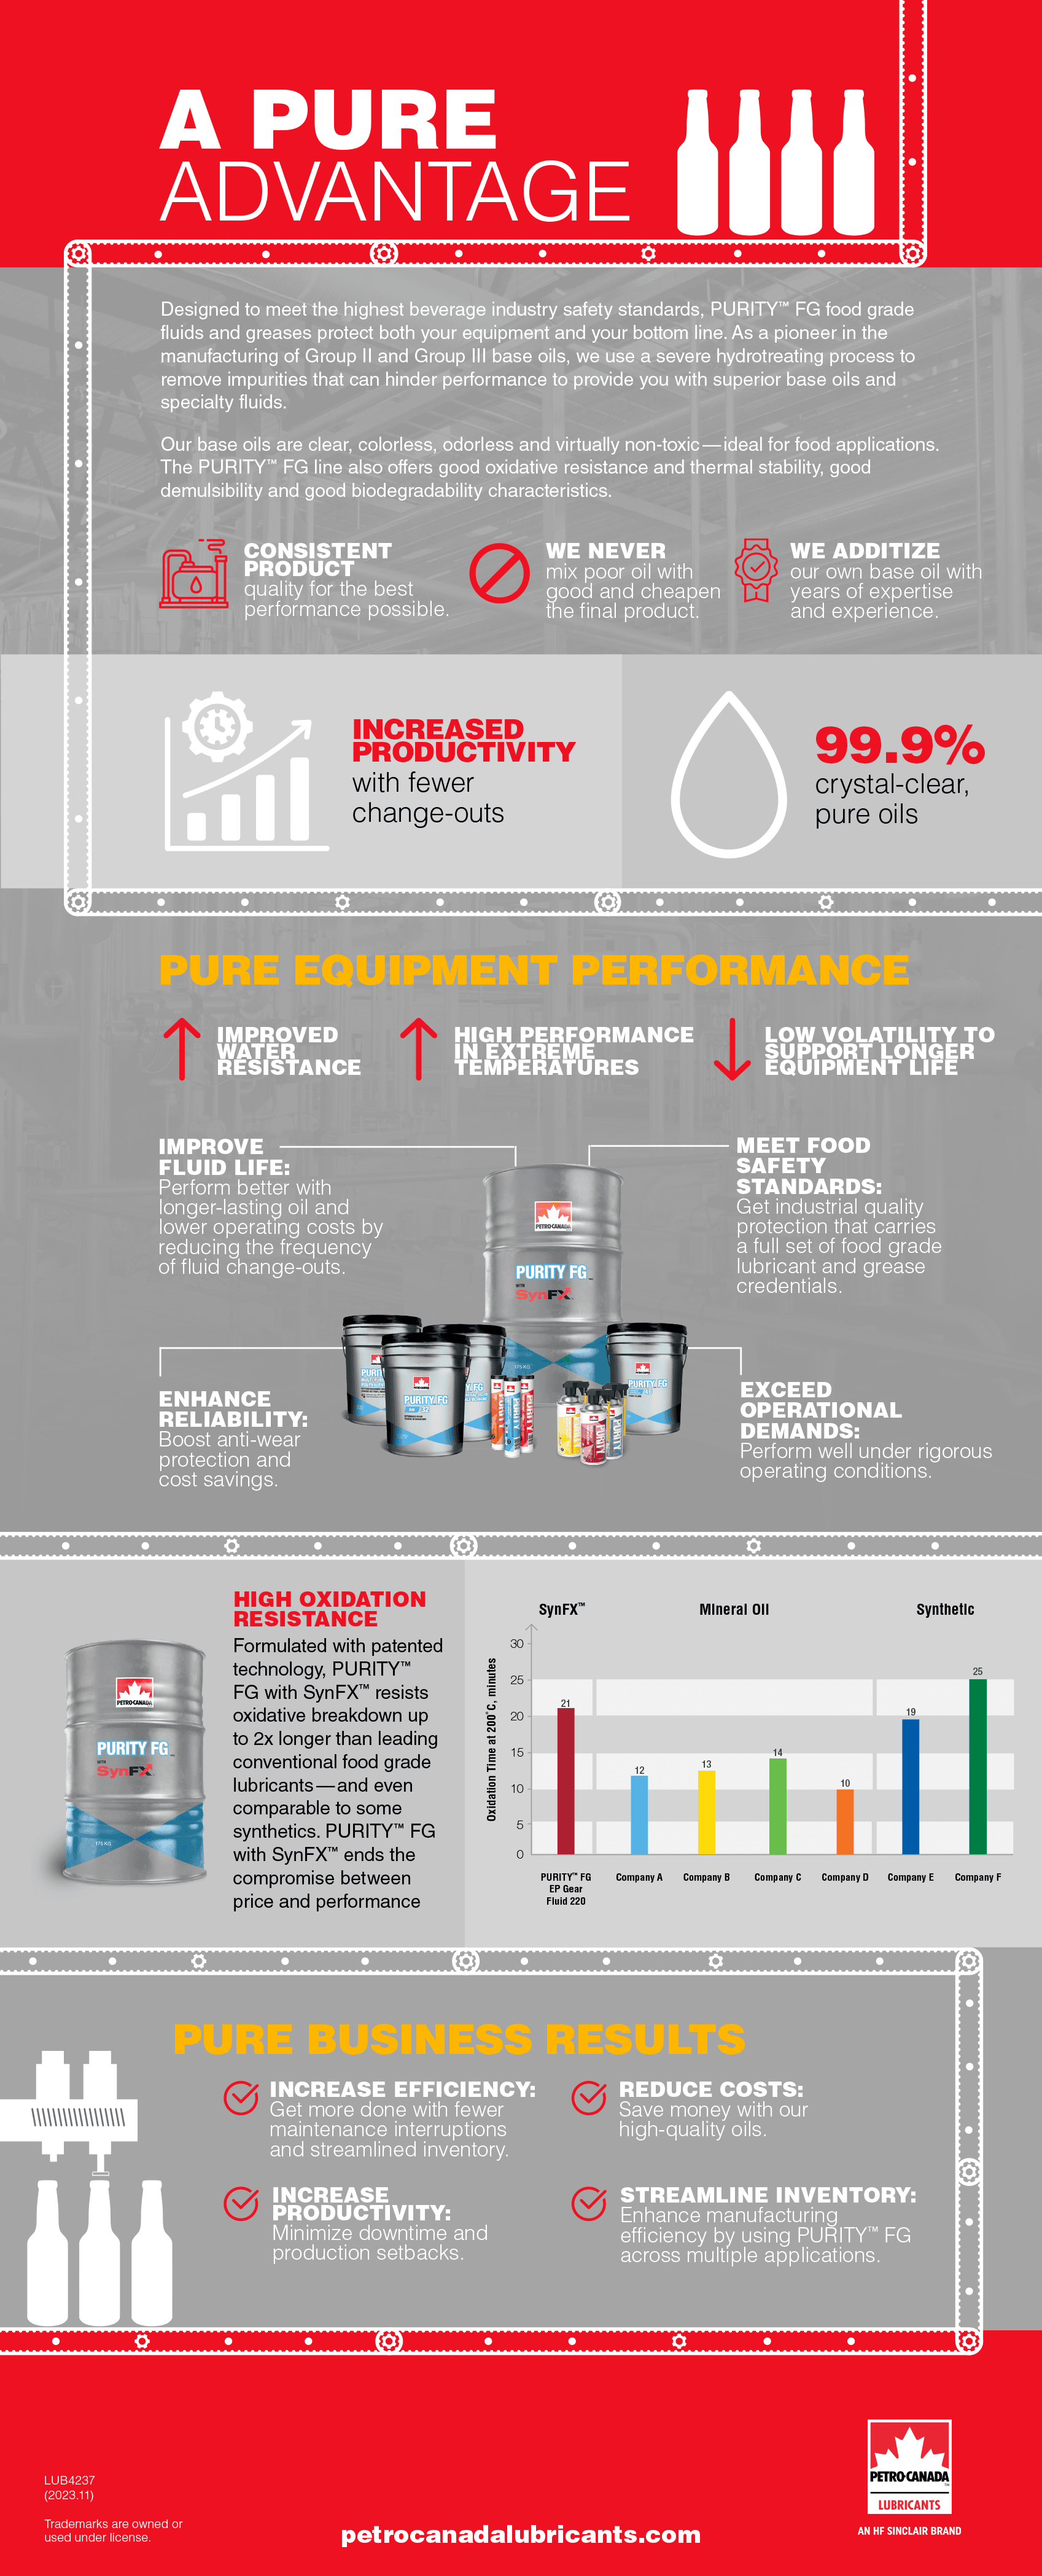 A PURE
ADVANTAGE
Designed to meet the highest beverage industry safety standards, PURITY™ FG food grade
fluids and greases protect both your equipment and your bottom line. As a pioneer in the
manufacturing of Group II and Group III base oils, we use a severe hydrotreating process to
remove impurities that can hinder performance to provide you with superior base oils and
specialty fluids.
Our base oils are clear, colorless, odorless and virtually non-toxic—ideal for food applications.
The PURITY™ FG line also offers good oxidative resistance and thermal stability, good
demulsibility and good biodegradability characteristics.
CONSISTENT
PRODUCT
quality for the best
performance possible.
WE NEVER
mix poor oil with
good and cheapen
the final product.
WE ADDITIZE
our own base oil with
years of expertise
and experience.
INCREASED
PRODUCTIVITY
with fewer
change-outs
99.9%
crystal-clear,
pure oils
PURE EQUIPMENT PERFORMANCE
IMPROVED
WATER
RESISTANCE
HIGH PERFORMANCE
IN EXTREME
TEMPERATURES
LOW VOLATILITY TO
SUPPORT LONGER
EQUIPMENT LIFE
IMPROVE
FLUID LIFE:
Perform better with
longer-lasting oil and
lower operating costs by
reducing the frequency
of fluid change-outs.
MEET FOOD
SAFETY
STANDARDS:
Get industrial quality
protection that carries
a full set of food grade
lubricant and grease
credentials.
PETRO-CANADA
PURITY FG
WITH
SynFX
175 KG
PURITY FG
32
PURITY FG
ENHANCE
RELIABILITY:
Boost anti-wear
protection and
cost savings.
EXCEED
OPERATIONAL
DEMANDS:
Perform well under rigorous
operating conditions.
HIGH OXIDATION
RESISTANCE
Formulated with patented
technology, PURITY™
FG with SynFX™ resists
oxidative breakdown up
to 2x longer than leading
conventional food grade
lubricants—and even
comparable to some
synthetics. PURITY™ FG
with SynFX™ ends the
compromise between
price and performance
PETRO-CANADA
PURITY FG
WITH
SynFX
175 KG
SynFX™
Mineral Oil
Synthetic
Oxidation Time at 200°C, minutes
30
25
20
15
10
5
0
21
12
13
14
10
19
25
PURITY™ FG
EP Gear
Fluid 220
Company A
Company B
Company C
Company D
Company E
Company F
PURE BUSINESS RESULTS
INCREASE EFFICIENCY:
Get more done with fewer
maintenance interruptions
and streamlined inventory.
REDUCE COSTS:
Save money with our
high-quality oils.
INCREASE
PRODUCTIVITY:
Minimize downtime and
production setbacks.
STREAMLINE INVENTORY:
Enhance manufacturing
efficiency by using PURITY™ FG
across multiple applications.
LUB4237
(2023.11)
Trademarks are owned or
used under license.
petrocanadalubricants.com
PETRO-CANADA
LUBRICANTS
AN HF SINCLAIR BRAND